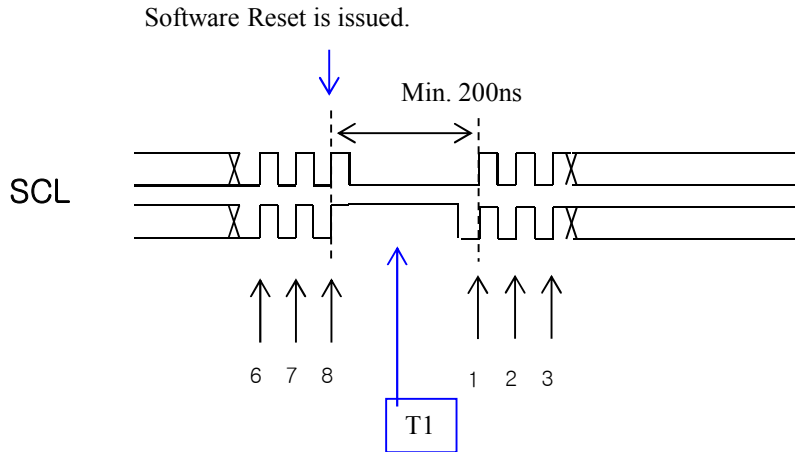 Software Reset is issued.
Min. 200ns
SCL
6 7 8 1 2 3
T1